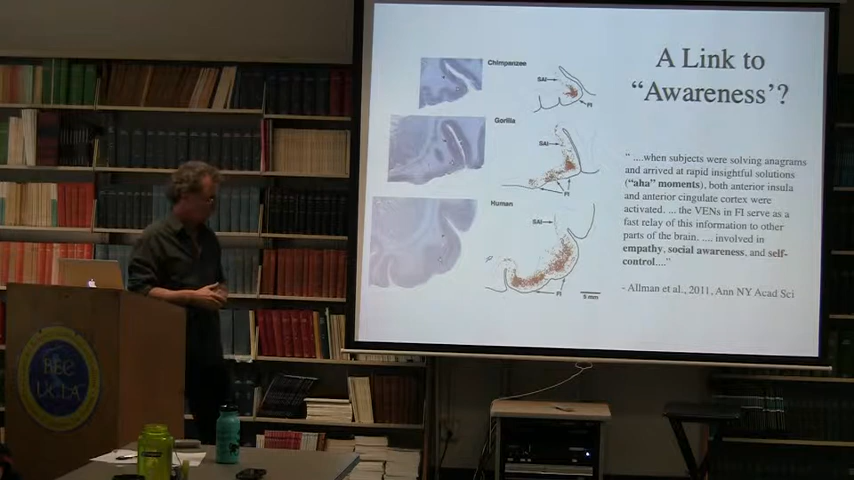 A Link to
“Awareness’?
Chimpanzee
SAI
FI
Gorilla
SAI
FI
Human
SAI
FI
5 mm
“ ....when subjects were solving anagrams
and arrived at rapid insightful solutions
(“aha” moments), both anterior insula
and anterior cingulate cortex were
activated. ... the VENs in FI serve as a
fast relay of this information to other
parts of the brain. .... involved in
empathy, social awareness, and self-
control....”
- Allman et al., 2011, Ann NY Acad Sci
BEC
UCLA